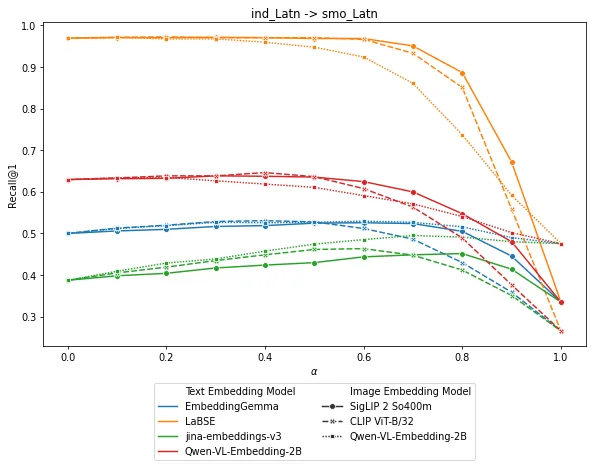 ind_Latn -> smo_Latn
Recall@1
1.0
0.9
0.8
0.7
0.6
0.5
0.4
0.3
0.0 0.2 0.4 0.6 0.8 1.0
α
Text Embedding Model
EmbeddingGemma
LaBSE
jina-embeddings-v3
Qwen-VL-Embedding-2B
Image Embedding Model
SigLIP 2 So400m
CLIP ViT-B/32
Qwen-VL-Embedding-2B